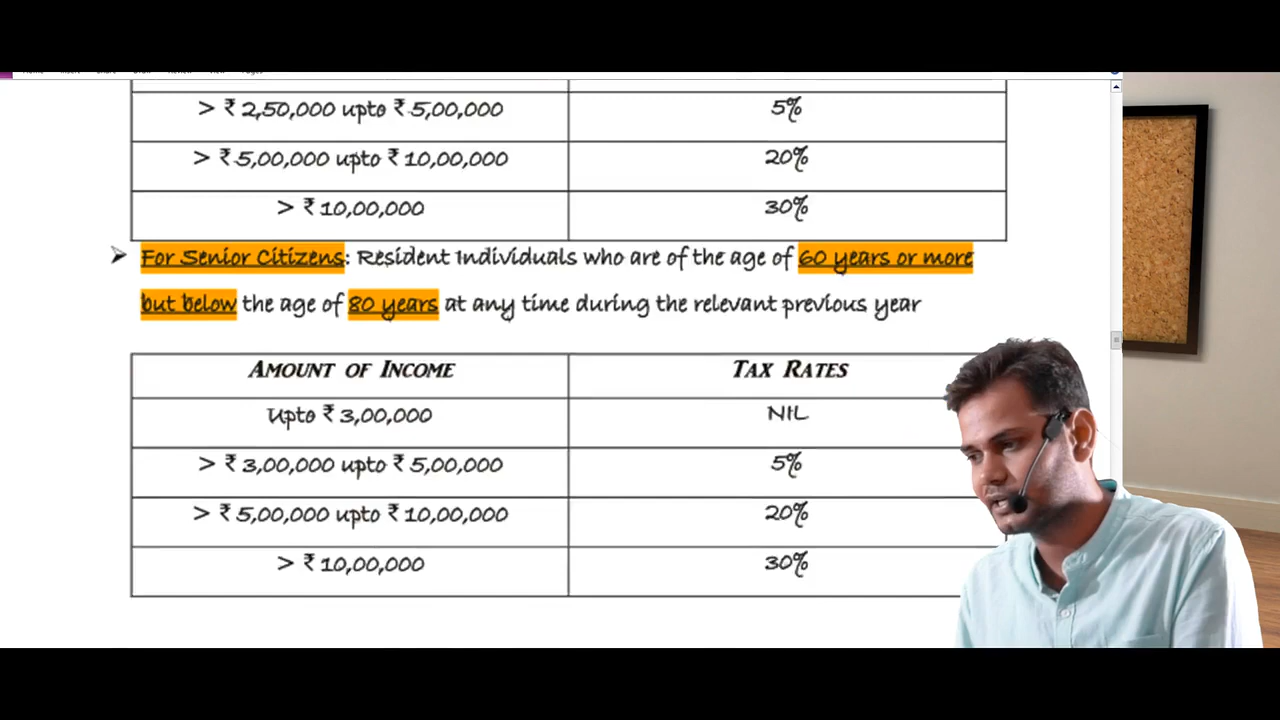 > ₹ 2,50,000 upto ₹ 5,00,000 5%
> ₹ 5,00,000 upto ₹ 10,00,000 20%
> ₹ 10,00,000 30%
➢ For Senior Citizens: Resident Individuals who are of the age of 60 years or more
but below the age of 80 years at any time during the relevant previous year
AMOUNT OF INCOME TAX RATES
Upto ₹ 3,00,000 NIL
> ₹ 3,00,000 upto ₹ 5,00,000 5%
> ₹ 5,00,000 upto ₹ 10,00,000 20%
> ₹ 10,00,000 30%